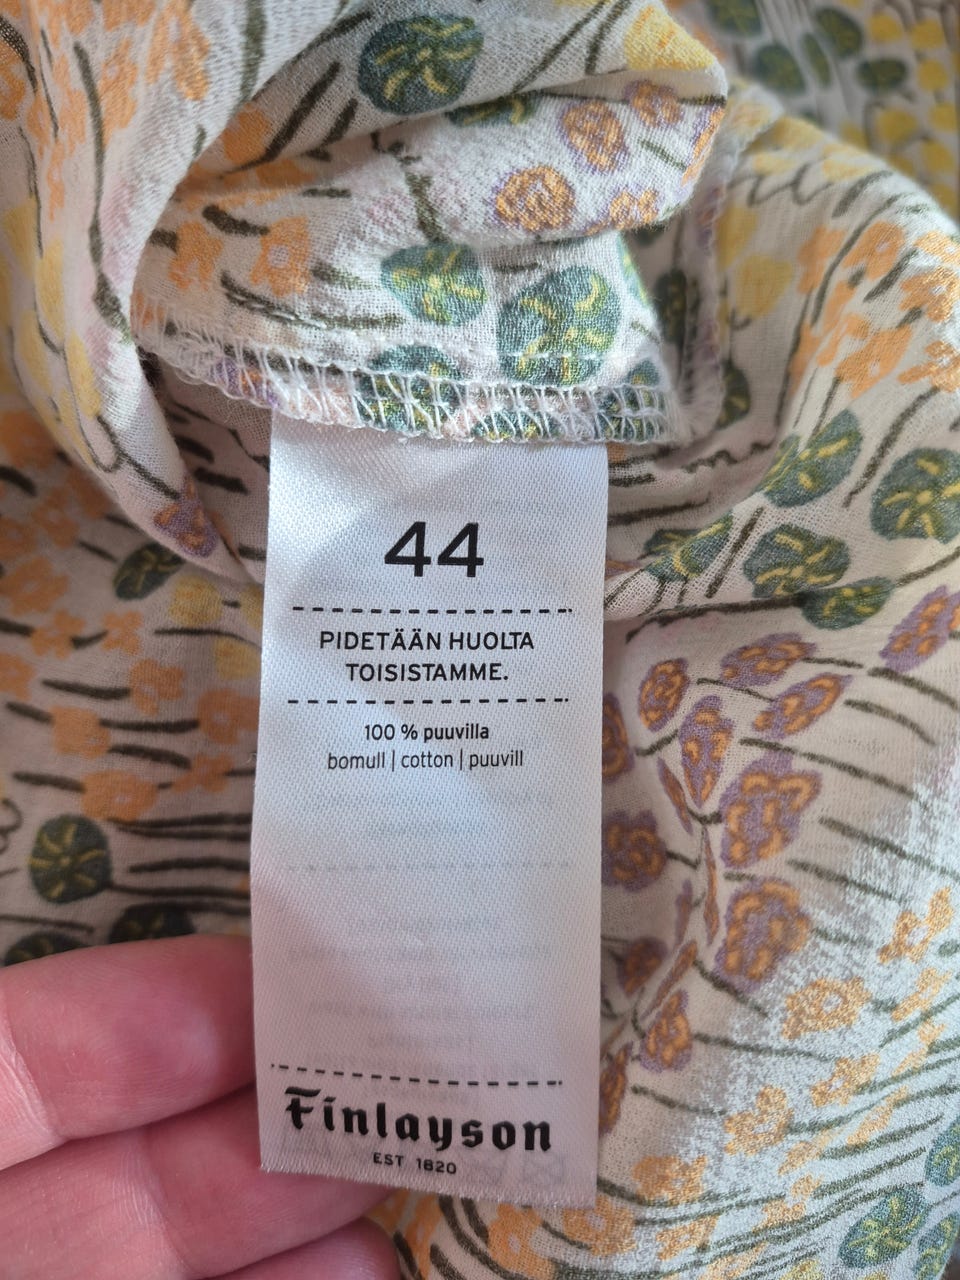 44
PIDETÄÄN HUOLTA
TOISISTAMME.
100 % puuvilla
bomull | cotton | puuvill
Finlayson
EST 1820